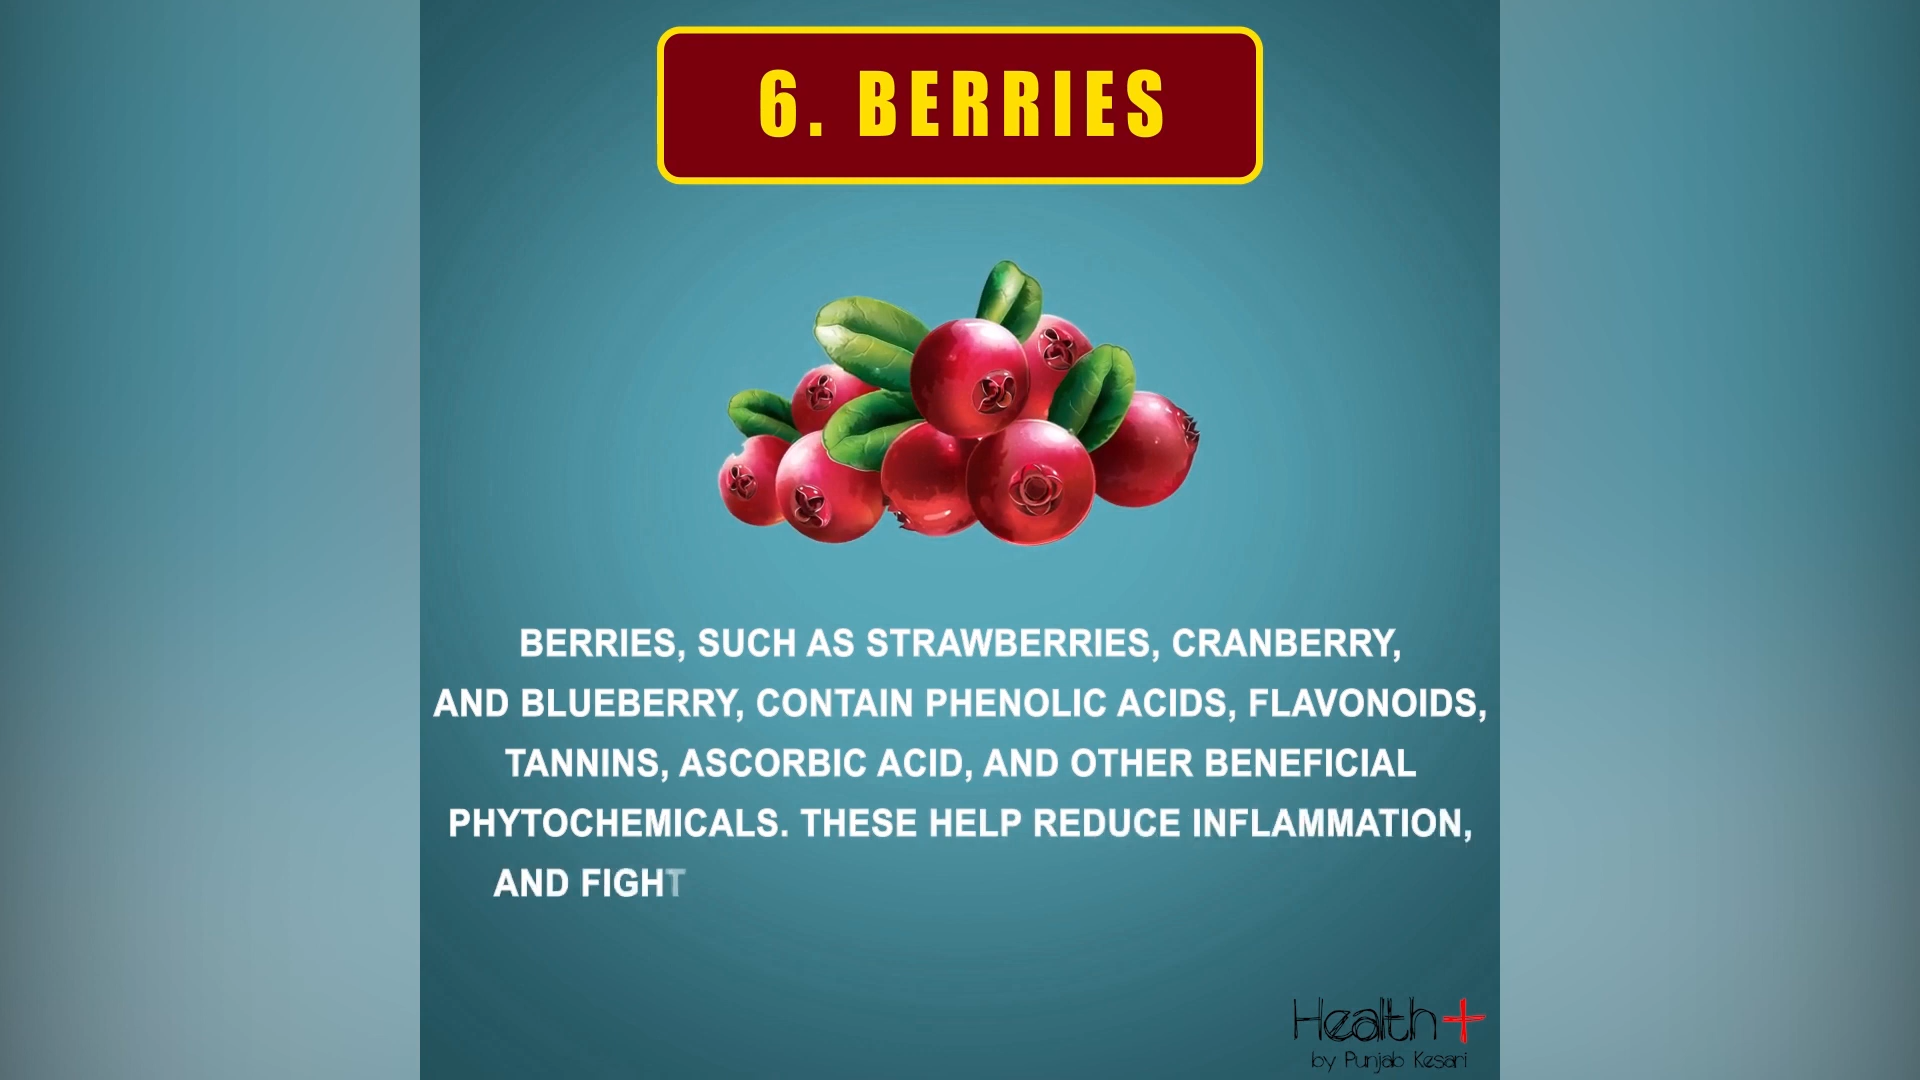 6. BERRIES
BERRIES, SUCH AS STRAWBERRIES, CRANBERRY,
AND BLUEBERRY, CONTAIN PHENOLIC ACIDS, FLAVONOIDS,
TANNINS, ASCORBIC ACID, AND OTHER BENEFICIAL
PHYTOCHEMICALS. THESE HELP REDUCE INFLAMMATION,
AND FIGHT
Health+
by Punjab Kesari